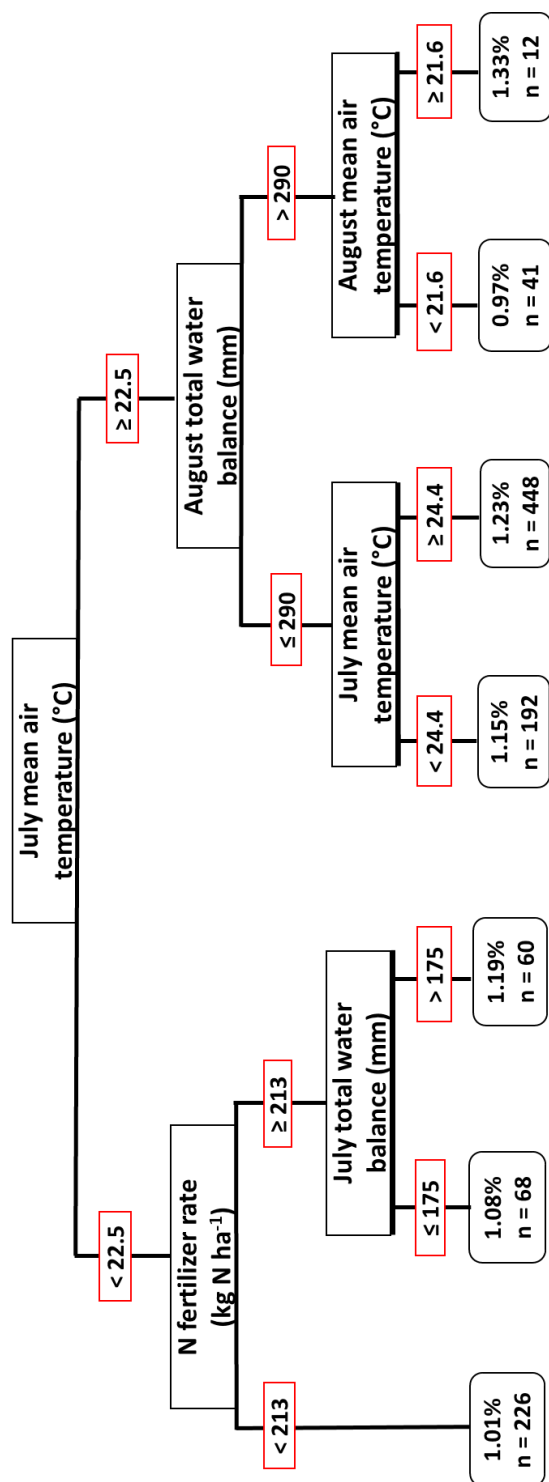 July mean air
temperature (°C)
< 22.5
≥ 22.5
N fertilizer rate
(kg N ha⁻¹)
August total water
balance (mm)
< 213
≥ 213
≤ 290
> 290
July total water
balance (mm)
July mean air
temperature (°C)
August mean air
temperature (°C)
≤ 175
> 175
< 24.4
≥ 24.4
< 21.6
≥ 21.6
1.01%
n = 226
1.08%
n = 68
1.19%
n = 60
1.15%
n = 192
1.23%
n = 448
0.97%
n = 41
1.33%
n = 12